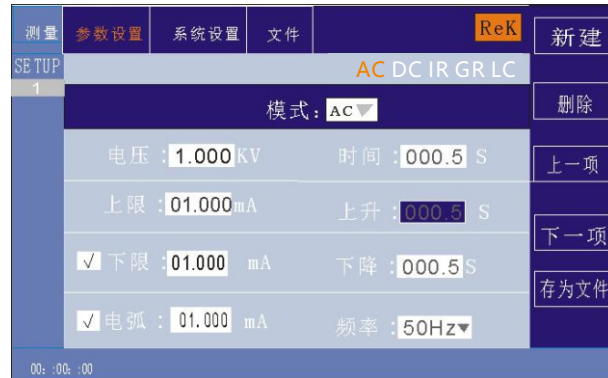 测量 参数设置 系统设置 文件 ReK 新建
SETUP AC DC IR GR LC
1 模式：AC 删除
电压：1.000KV 时间：000.5 S 上一项
上限：01.000mA 上升：000.5 S
√ 下限：01.000 mA 下降：000.5 S 下一项
√ 电弧：01.000 mA 频率：50Hz 存为文件
00: :00: :00